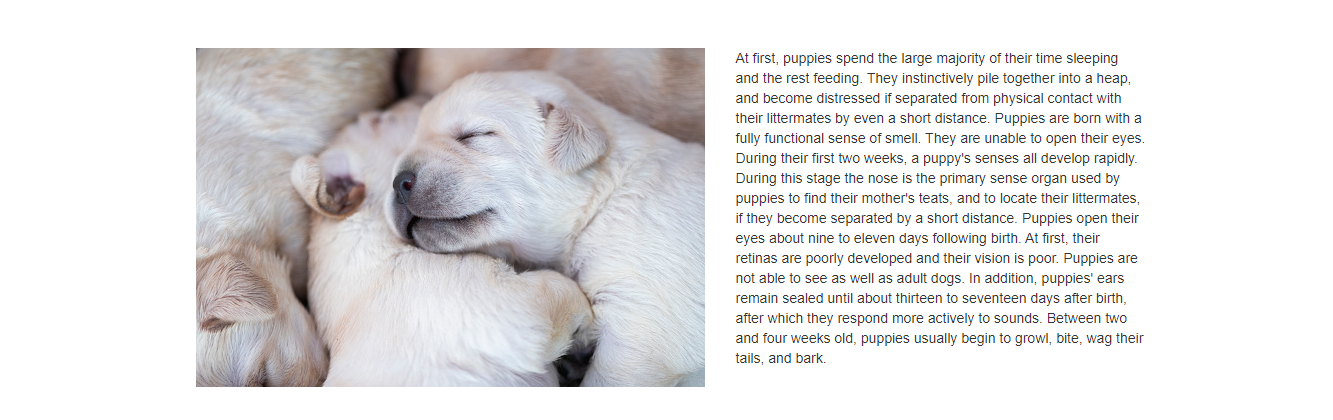 At first, puppies spend the large majority of their time sleeping
and the rest feeding. They instinctively pile together into a heap,
and become distressed if separated from physical contact with
their littermates by even a short distance. Puppies are born with a
fully functional sense of smell. They are unable to open their eyes.
During their first two weeks, a puppy's senses all develop rapidly.
During this stage the nose is the primary sense organ used by
puppies to find their mother's teats, and to locate their littermates,
if they become separated by a short distance. Puppies open their
eyes about nine to eleven days following birth. At first, their
retinas are poorly developed and their vision is poor. Puppies are
not able to see as well as adult dogs. In addition, puppies' ears
remain sealed until about thirteen to seventeen days after birth,
after which they respond more actively to sounds. Between two
and four weeks old, puppies usually begin to growl, bite, wag their
tails, and bark.